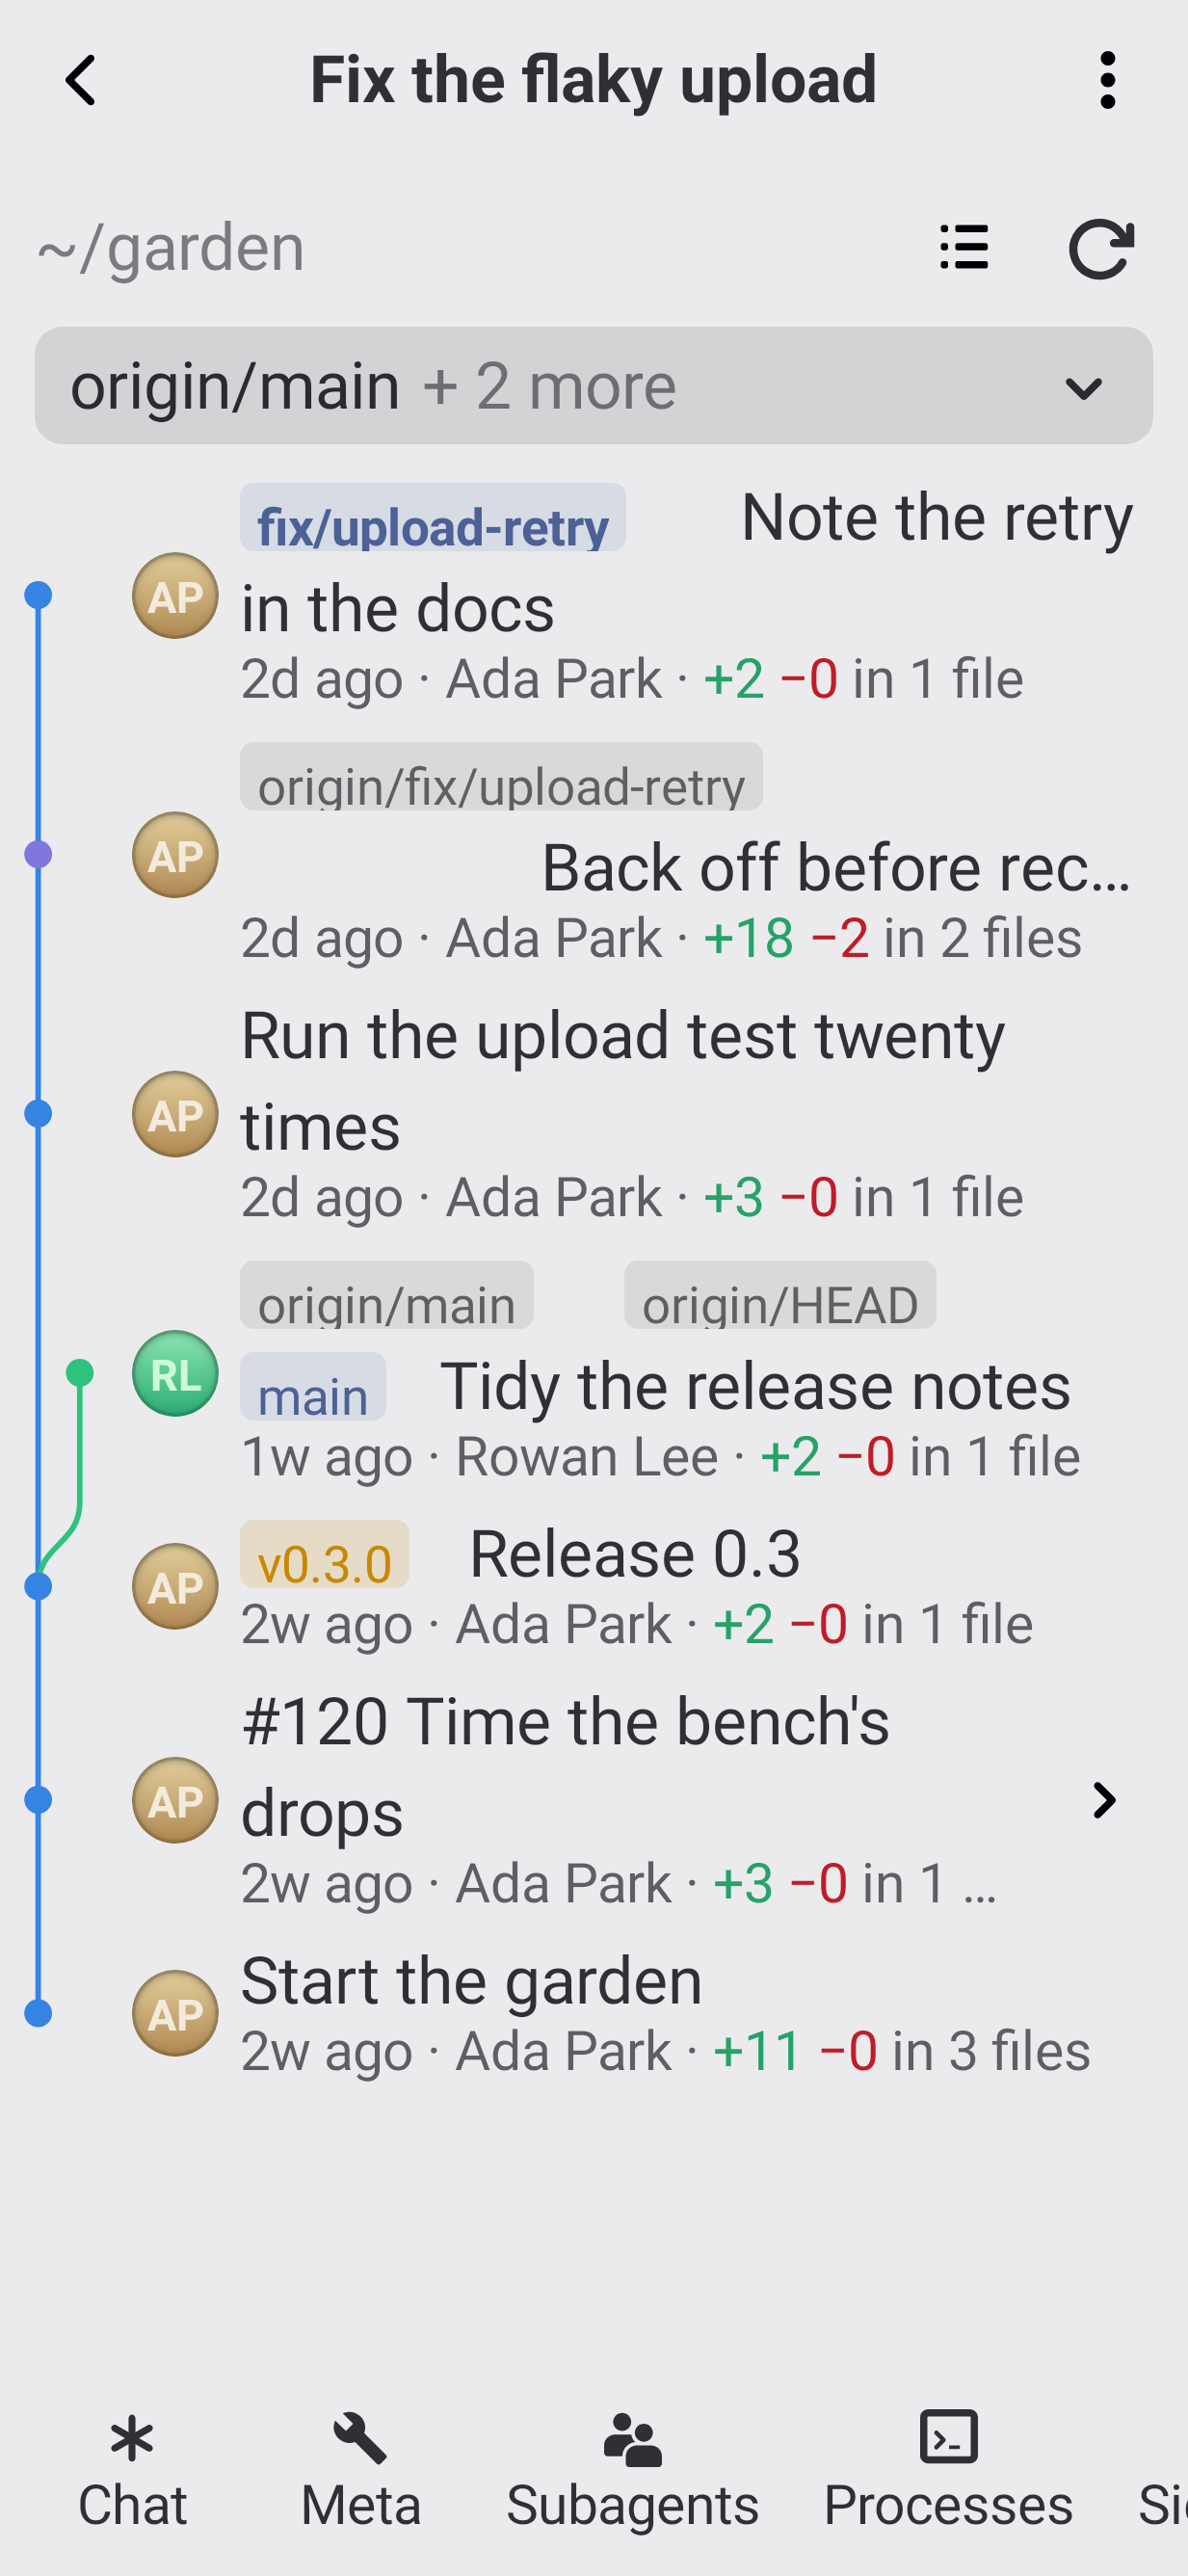 Fix the flaky upload
~/garden
origin/main + 2 more
fix/upload-retry Note the retry
AP in the docs
2d ago · Ada Park · +2 −0 in 1 file
origin/fix/upload-retry
AP Back off before rec…
2d ago · Ada Park · +18 −2 in 2 files
Run the upload test twenty
AP times
2d ago · Ada Park · +3 −0 in 1 file
origin/main origin/HEAD
RL main Tidy the release notes
1w ago · Rowan Lee · +2 −0 in 1 file
AP v0.3.0 Release 0.3
2w ago · Ada Park · +2 −0 in 1 file
#120 Time the bench's
AP drops
2w ago · Ada Park · +3 −0 in 1 …
AP Start the garden
2w ago · Ada Park · +11 −0 in 3 files
Chat Meta Subagents Processes